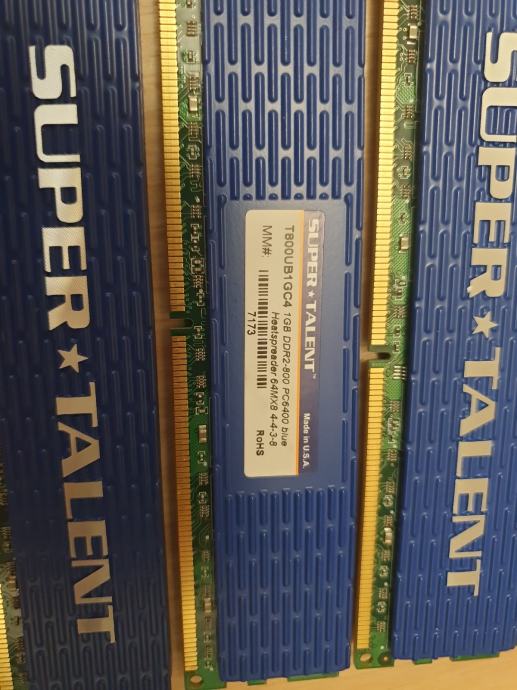 SUPER★TALENT
SUPER★TALENT™ Made in U.S.A.
T800UB1GC4 1GB DDR2-800 PC6400 blue
Heatspreader 64MX8 4-4-3-8
MM#: 7173 RoHS
SUPER★TALENT